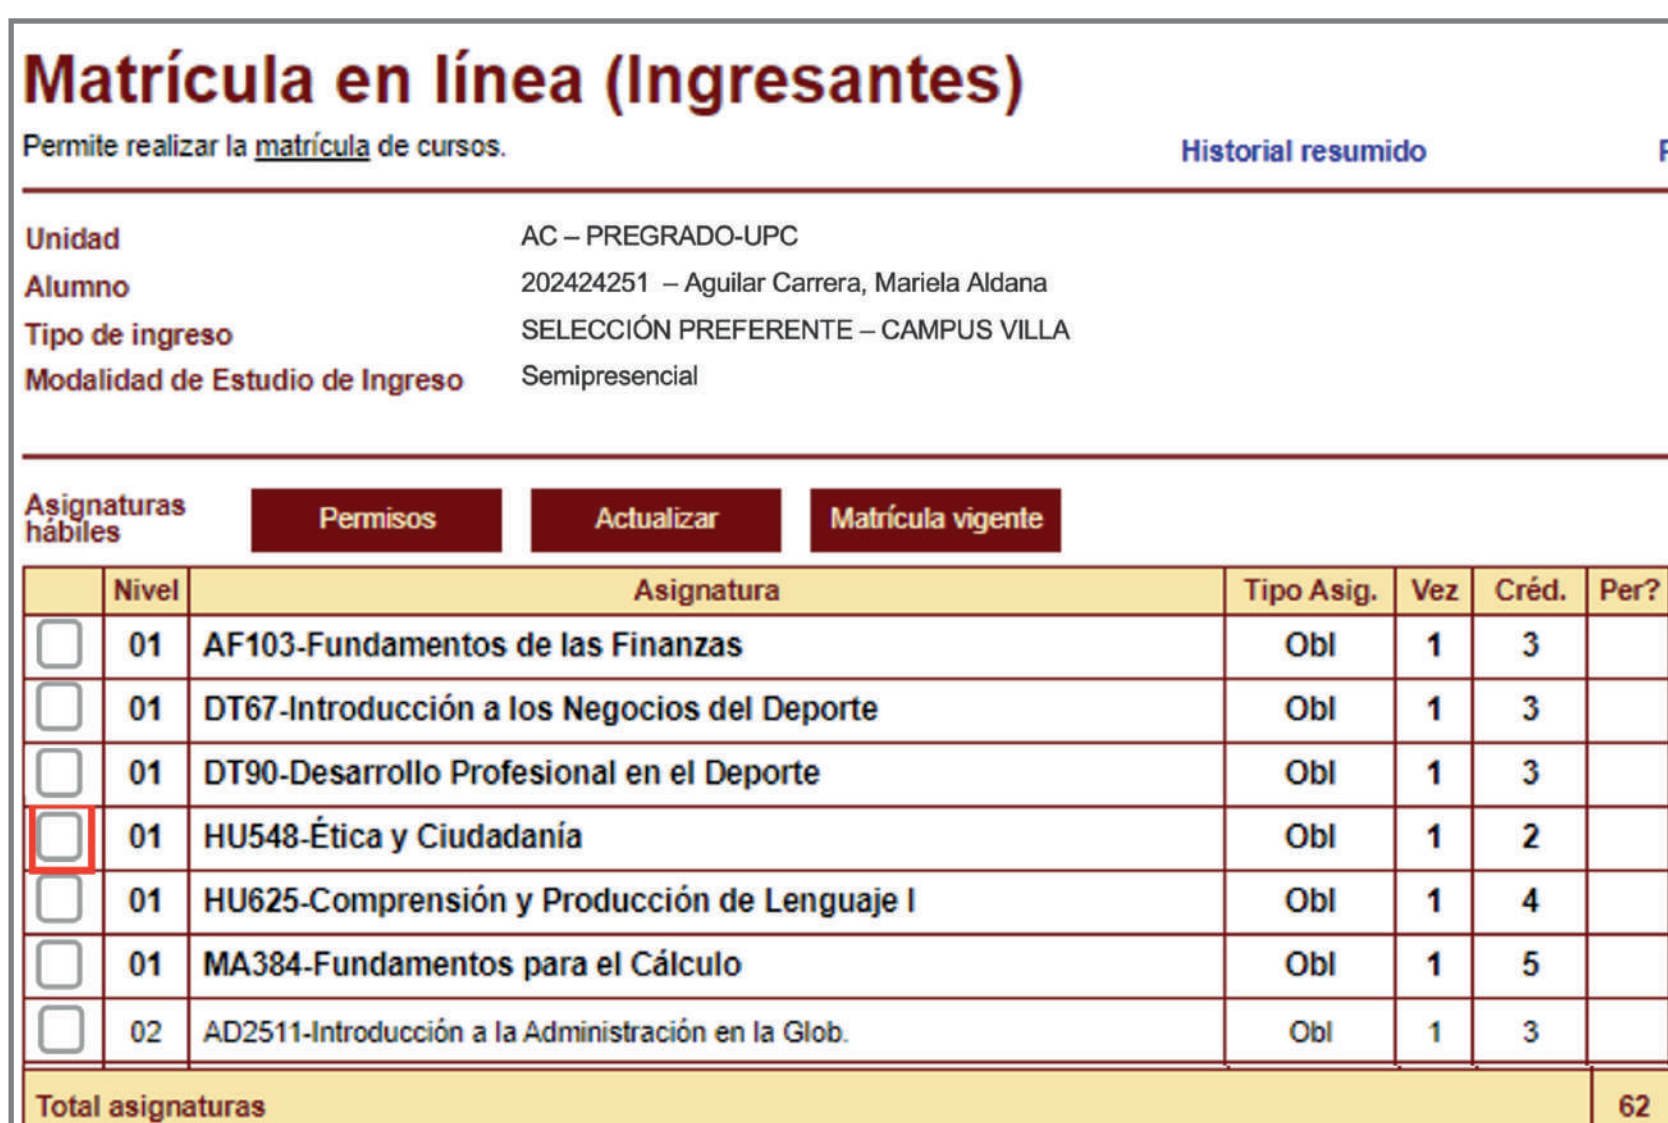 Matrícula en línea (Ingresantes)
Permite realizar la matrícula de cursos.
Historial resumido
Unidad AC – PREGRADO-UPC
Alumno 202424251 – Aguilar Carrera, Mariela Aldana
Tipo de ingreso SELECCIÓN PREFERENTE – CAMPUS VILLA
Modalidad de Estudio de Ingreso Semipresencial
Asignaturas hábiles Permisos Actualizar Matrícula vigente
Nivel Asignatura Tipo Asig. Vez Créd. Per?
01 AF103-Fundamentos de las Finanzas Obl 1 3
01 DT67-Introducción a los Negocios del Deporte Obl 1 3
01 DT90-Desarrollo Profesional en el Deporte Obl 1 3
01 HU548-Ética y Ciudadanía Obl 1 2
01 HU625-Comprensión y Producción de Lenguaje I Obl 1 4
01 MA384-Fundamentos para el Cálculo Obl 1 5
02 AD2511-Introducción a la Administración en la Glob. Obl 1 3
Total asignaturas 62